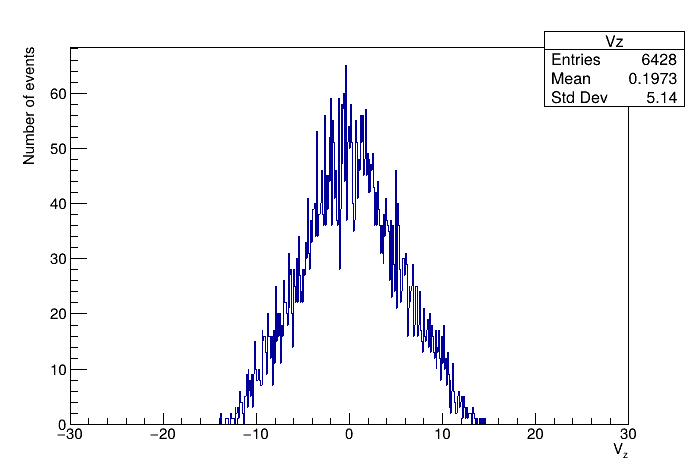 Vz
Entries 6428
Mean 0.1973
Std Dev 5.14
Number of events
60
50
40
30
20
10
0
−30 −20 −10 0 10 20 30
Vz